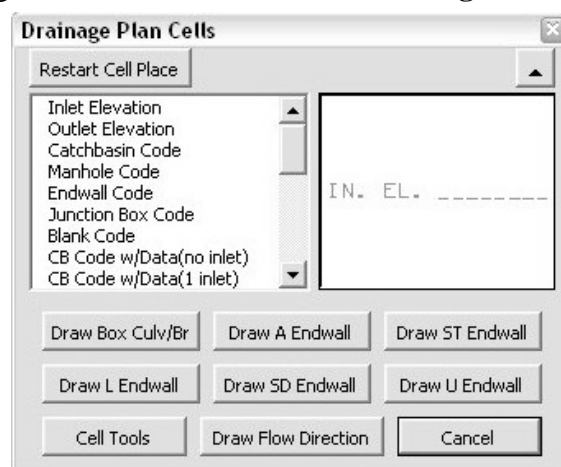 Drainage Plan Cells
Restart Cell Place
Inlet Elevation
Outlet Elevation
Catchbasin Code
Manhole Code
Endwall Code
Junction Box Code
Blank Code
CB Code w/Data(no inlet)
CB Code w/Data(1 inlet)
IN. EL. ________
Draw Box Culv/Br
Draw A Endwall
Draw ST Endwall
Draw L Endwall
Draw SD Endwall
Draw U Endwall
Cell Tools
Draw Flow Direction
Cancel